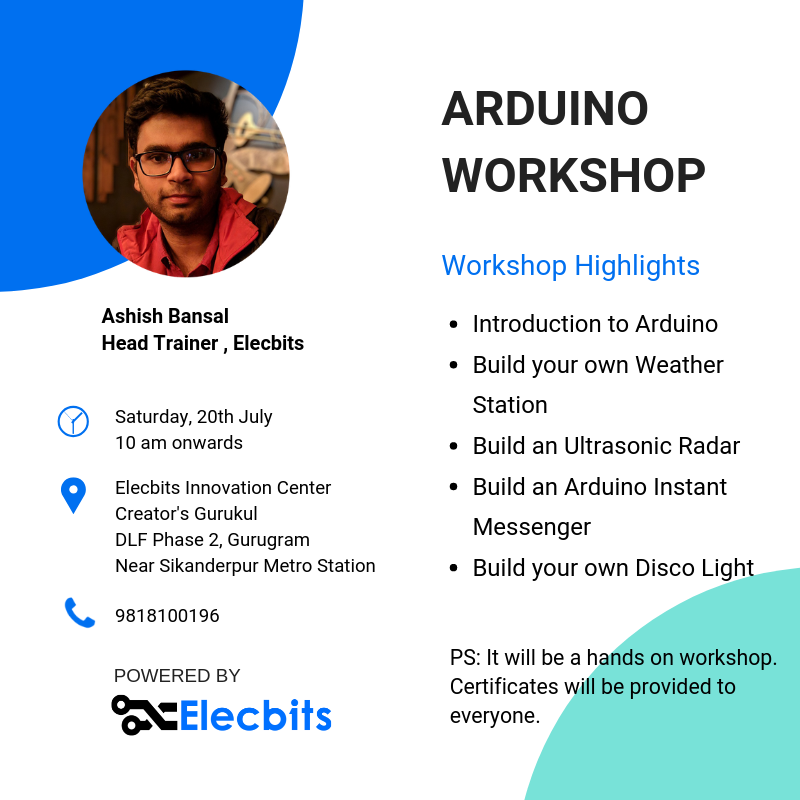 ARDUINO
WORKSHOP
Workshop Highlights
Introduction to Arduino
Build your own Weather
Station
Build an Ultrasonic Radar
Build an Arduino Instant
Messenger
Build your own Disco Light
PS: It will be a hands on workshop.
Certificates will be provided to
everyone.
Ashish Bansal
Head Trainer , Elecbits
Saturday, 20th July
10 am onwards
Elecbits Innovation Center
Creator's Gurukul
DLF Phase 2, Gurugram
Near Sikanderpur Metro Station
9818100196
POWERED BY
Elecbits